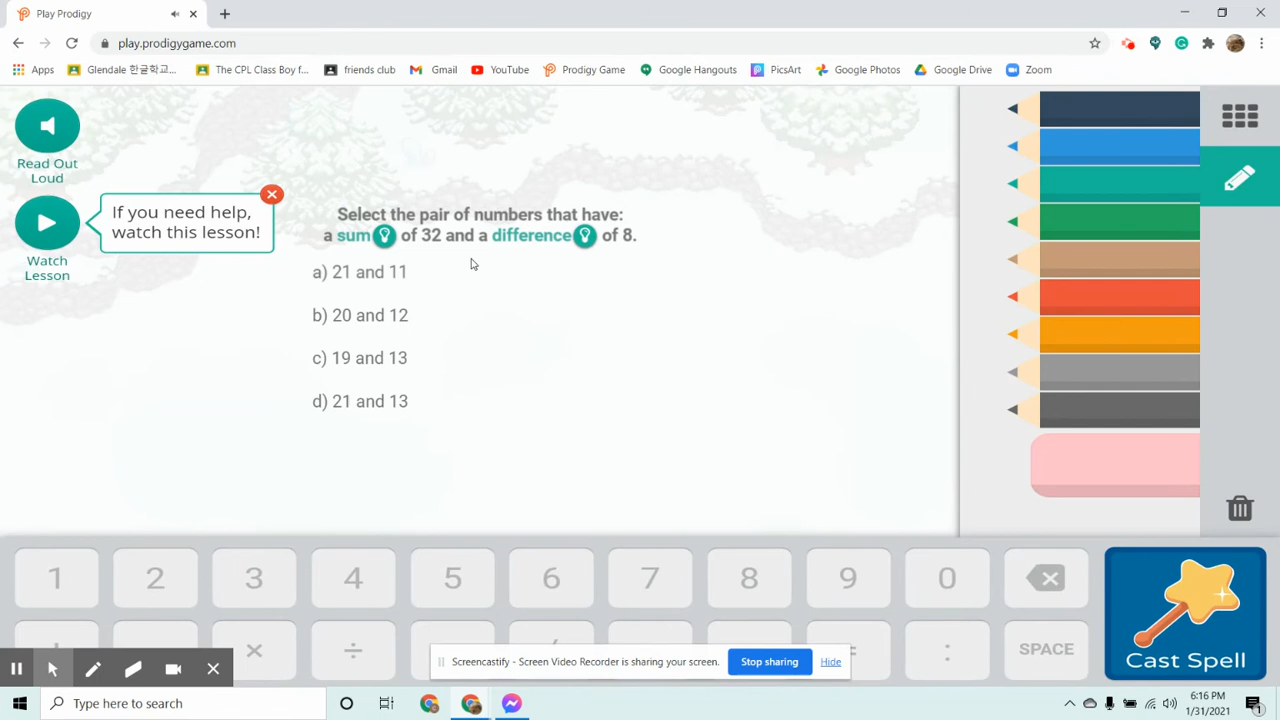 Play Prodigy
play.prodigygame.com
Apps
Glendale 한글학교...
The CPL Class Boy f...
friends club
Gmail
YouTube
Prodigy Game
Google Hangouts
PicsArt
Google Photos
Google Drive
Zoom
Read Out
Loud
If you need help,
watch this lesson!
Watch
Lesson
Select the pair of numbers that have:
a sum of 32 and a difference of 8.
a) 21 and 11
b) 20 and 12
c) 19 and 13
d) 21 and 13
1 2 3 4 5 6 7 8 9 0
× ÷ : SPACE
Cast Spell
Screencastify - Screen Video Recorder is sharing your screen.
Stop sharing
Hide
Type here to search
6:16 PM
1/31/2021
1